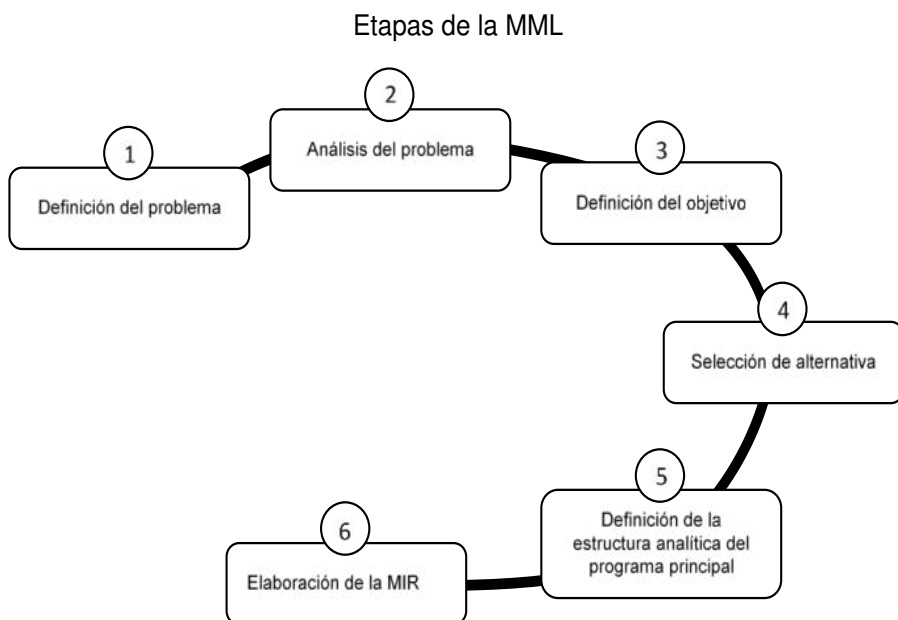 Etapas de la MML
1
Definición del problema
2
Análisis del problema
3
Definición del objetivo
4
Selección de alternativa
5
Definición de la
estructura analítica del
programa principal
6
Elaboración de la MIR